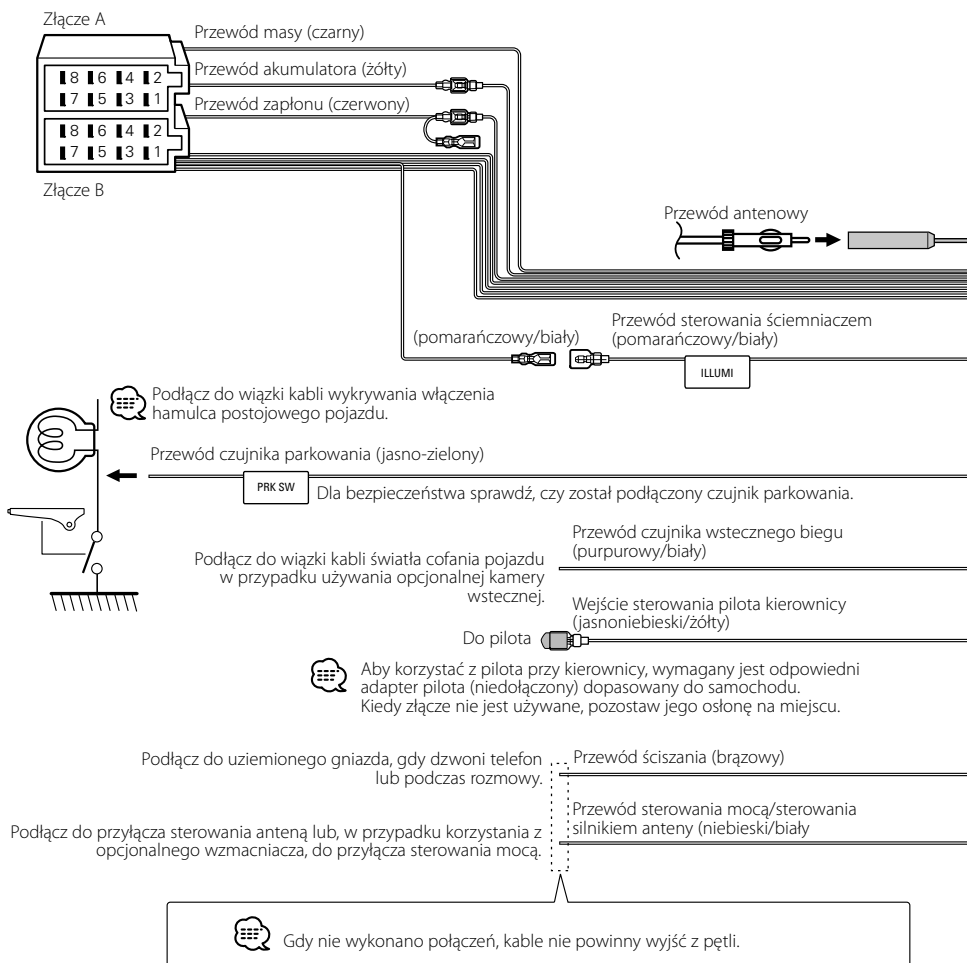 Złącze A
Przewód masy (czarny)
Przewód akumulatora (żółty)
8 6 4 2
7 5 3 1
Przewód zapłonu (czerwony)
8 6 4 2
7 5 3 1
Złącze B
Przewód antenowy
(pomarańczowy/biały)
Przewód sterowania ściemniaczem
(pomarańczowy/biały)
ILLUMI
Podłącz do wiązki kabli wykrywania włączenia
hamulca postojowego pojazdu.
Przewód czujnika parkowania (jasno-zielony)
PRK SW
Dla bezpieczeństwa sprawdź, czy został podłączony czujnik parkowania.
Przewód czujnika wstecznego biegu
(purpurowy/biały)
Podłącz do wiązki kabli światła cofania pojazdu
w przypadku używania opcjonalnej kamery
wstecznej.
Wejście sterowania pilota kierownicy
(jasnoniebieski/żółty)
Do pilota
Aby korzystać z pilota przy kierownicy, wymagany jest odpowiedni
adapter pilota (niedołączony) dopasowany do samochodu.
Kiedy złącze nie jest używane, pozostaw jego osłonę na miejscu.
Podłącz do uziemionego gniazda, gdy dzwoni telefon
lub podczas rozmowy.
Przewód ściszania (brązowy)
Przewód sterowania mocą/sterowania
silnikiem anteny (niebieski/biały
Podłącz do przyłącza sterowania anteną lub, w przypadku korzystania z
opcjonalnego wzmacniacza, do przyłącza sterowania mocą.
Gdy nie wykonano połączeń, kable nie powinny wyjść z pętli.